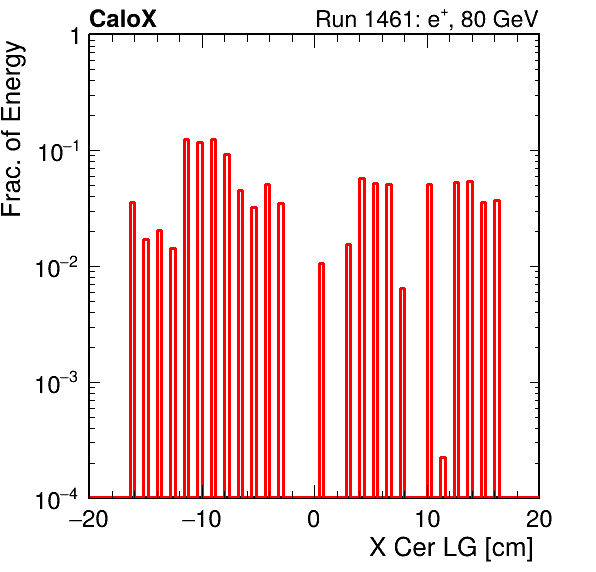 CaloX Run 1461: e⁺, 80 GeV
Frac. of Energy
1
10⁻¹
10⁻²
10⁻³
10⁻⁴
−20 −10 0 10 20
X Cer LG [cm]